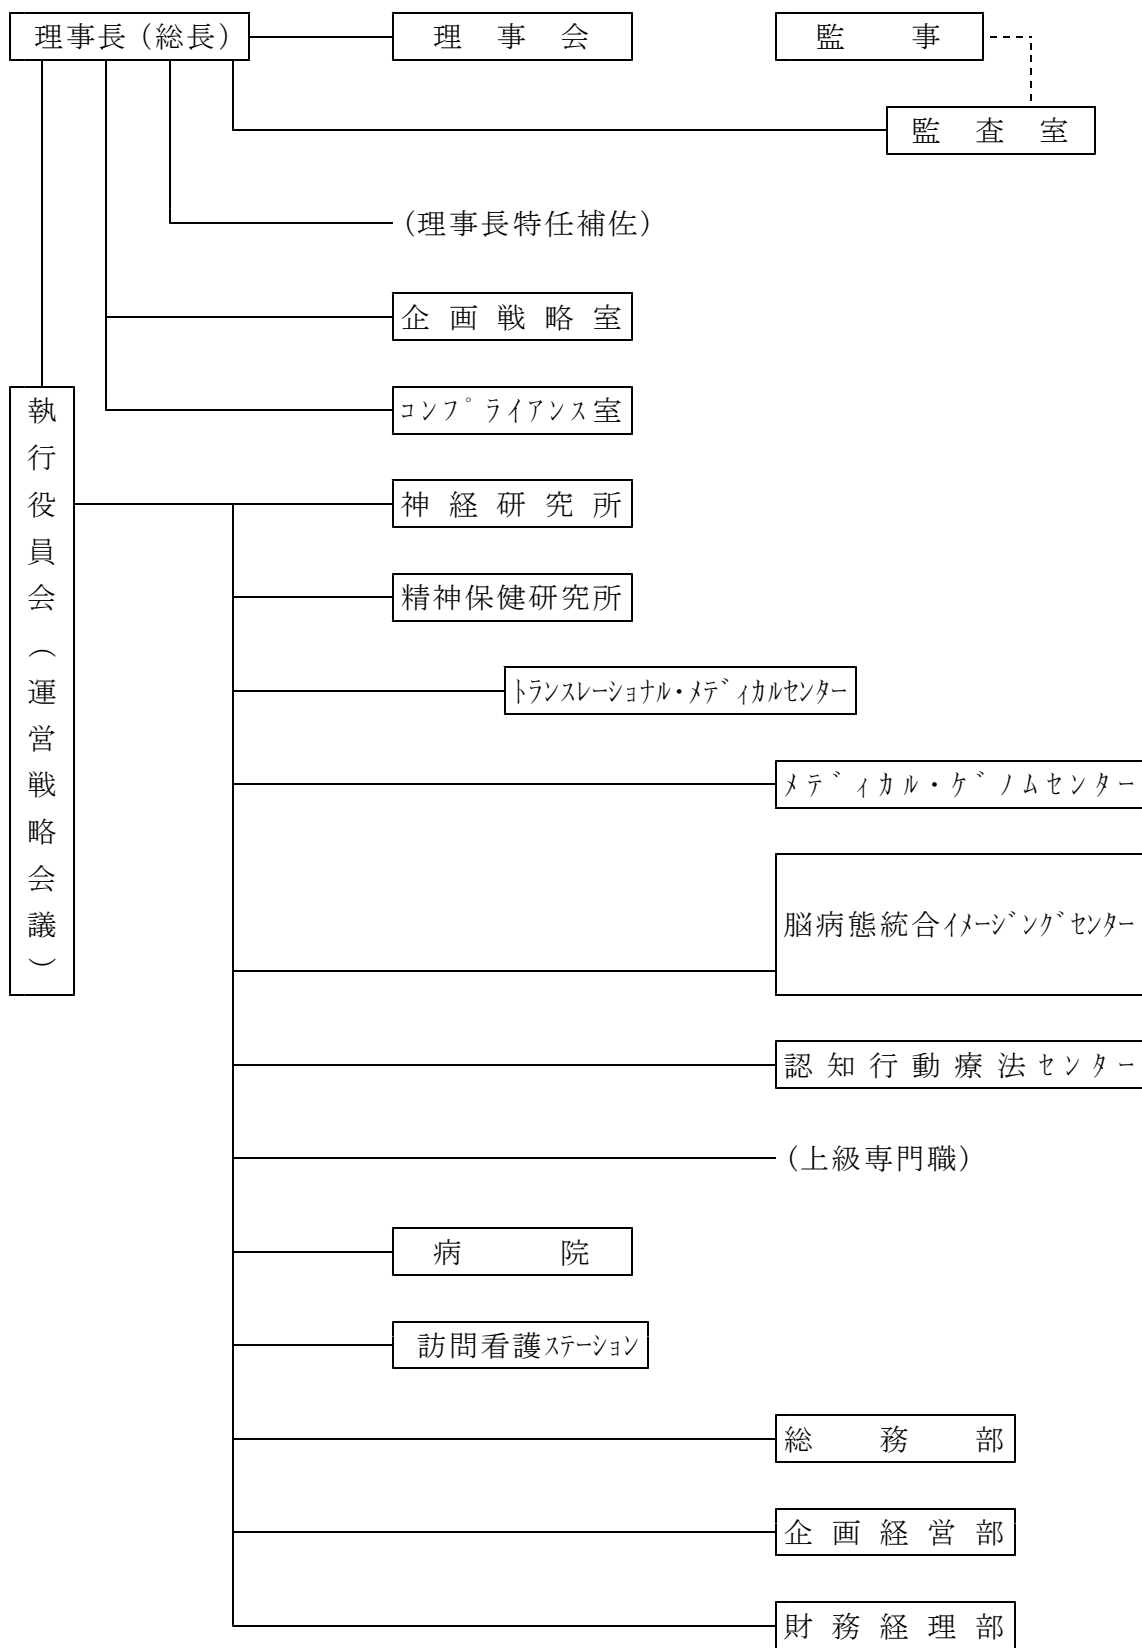 理事長（総長）
理事会
監事
監査室
（理事長特任補佐）
企画戦略室
コンプライアンス室
執行役員会（運営戦略会議）
神経研究所
精神保健研究所
トランスレーショナル・メディカルセンター
メディカル・ゲノムセンター
脳病態統合イメージングセンター
認知行動療法センター
（上級専門職）
病院
訪問看護ステーション
総務部
企画経営部
財務経理部